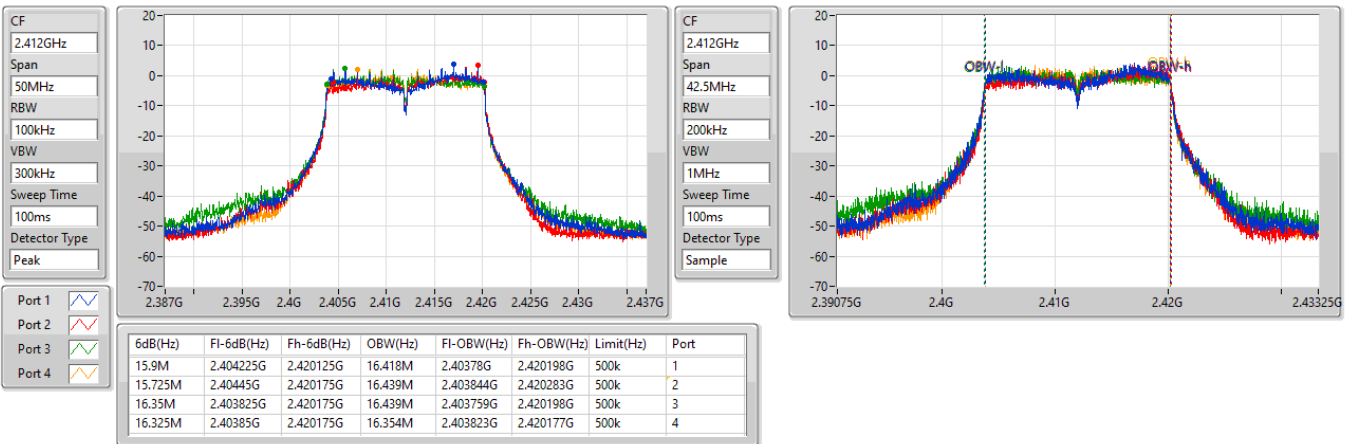 CF
2.412GHz
Span
50MHz
RBW
100kHz
VBW
300kHz
Sweep Time
100ms
Detector Type
Peak
20
10
0
-10
-20
-30
-40
-50
-60
-70
2.387G 2.395G 2.4G 2.405G 2.41G 2.415G 2.42G 2.425G 2.43G 2.437G
CF
2.412GHz
Span
42.5MHz
RBW
200kHz
VBW
1MHz
Sweep Time
100ms
Detector Type
Sample
20
10
0
-10
-20
-30
-40
-50
-60
-70
OBW-l OBW-h
2.39075G 2.4G 2.41G 2.42G 2.43325G
Port 1
Port 2
Port 3
Port 4
6dB(Hz) Fl-6dB(Hz) Fh-6dB(Hz) OBW(Hz) Fl-OBW(Hz) Fh-OBW(Hz) Limit(Hz) Port
15.9M 2.404225G 2.420125G 16.418M 2.40378G 2.420198G 500k 1
15.725M 2.40445G 2.420175G 16.439M 2.403844G 2.420283G 500k 2
16.35M 2.403825G 2.420175G 16.439M 2.403759G 2.420198G 500k 3
16.325M 2.40385G 2.420175G 16.354M 2.403823G 2.420177G 500k 4